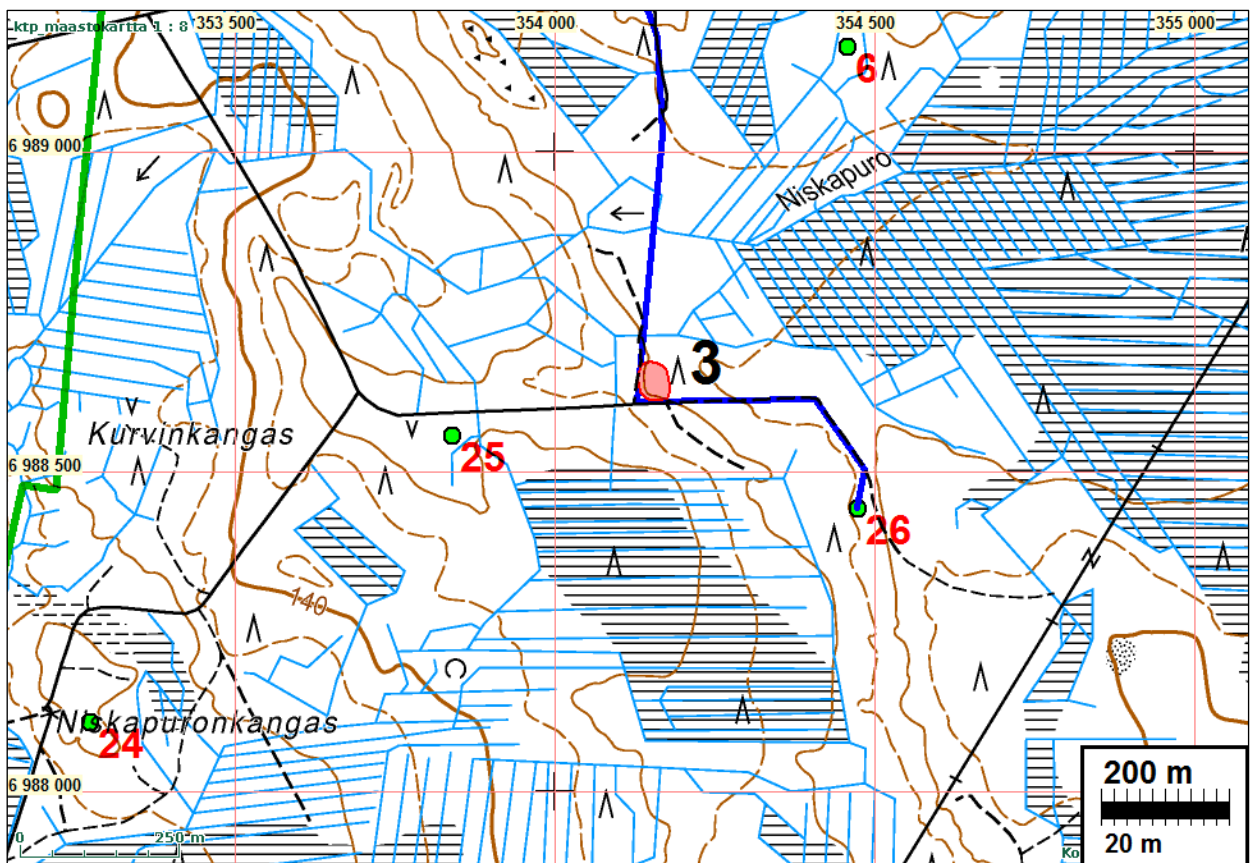 ktp_maastokartta 1 : 8
353 500
354 000
354 500
355 000
6
6 989 000
Niskapuro
3
Kurvinkangas
25
6 988 500
26
140
Niskapuronkangas
24
6 988 000
200 m
20 m
0
250 m
Ko